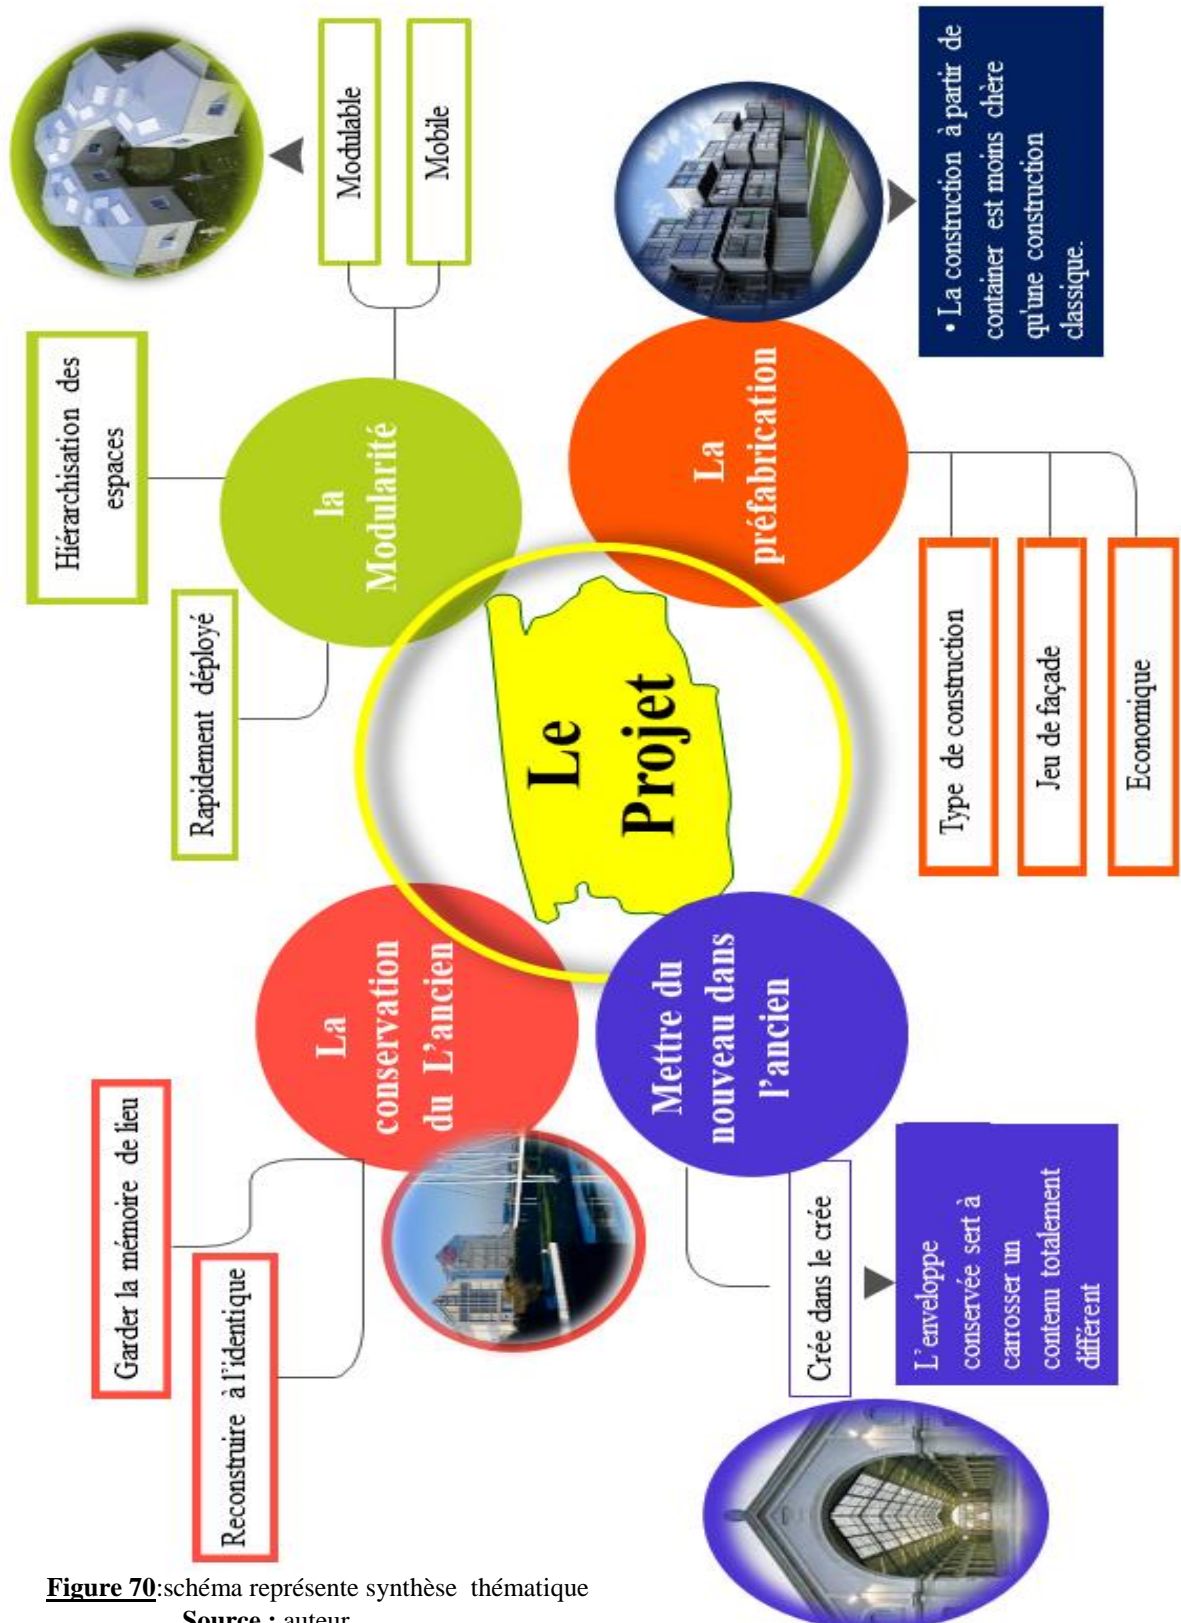 Garder la mémoire de lieu
Reconstruire à l'identique
La
conservation
du L'ancien
Rapidement déployé
Hiérarchisation des
espaces
la
Modularité
Modulable
Mobile
Le
Projet
Mettre du
nouveau dans
l'ancien
Crée dans le crée
L'enveloppe
conservée sert à
carrosser un
contenu totalement
différent
La
préfabrication
Type de construction
Jeu de façade
Economique
• La construction à partir de
container est moins chère
qu'une construction
classique.
Figure 70:schéma représente synthèse thématique
Source : auteur